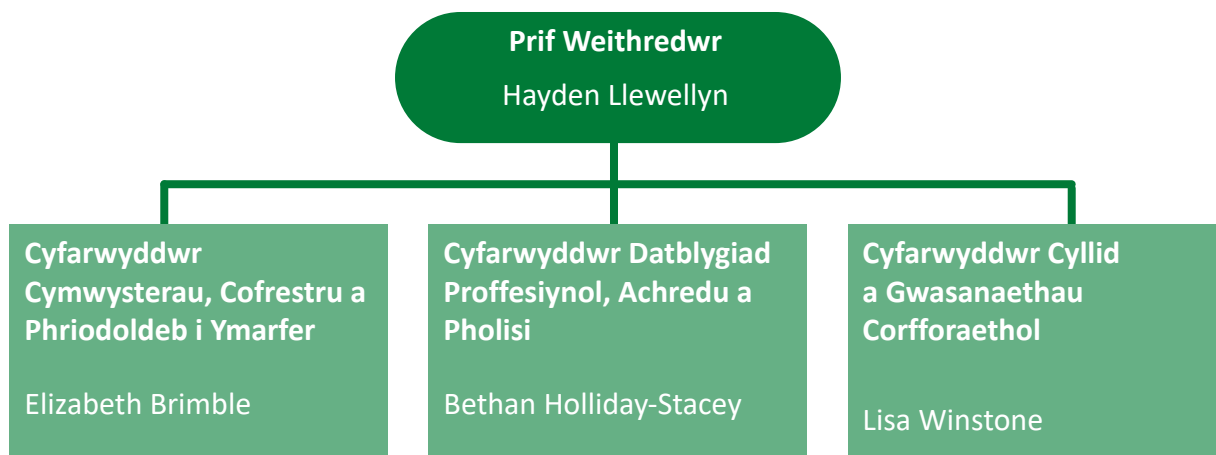 Prif Weithredwr
Hayden Llewellyn
Cyfarwyddwr
Cymwysterau, Cofrestru a
Phriodoldeb i Ymarfer
Elizabeth Brimble
Cyfarwyddwr Datblygiad
Proffesiynol, Achredu a
Pholisi
Bethan Holliday-Stacey
Cyfarwyddwr Cyllid
a Gwasanaethau
Corfforaethol
Lisa Winstone